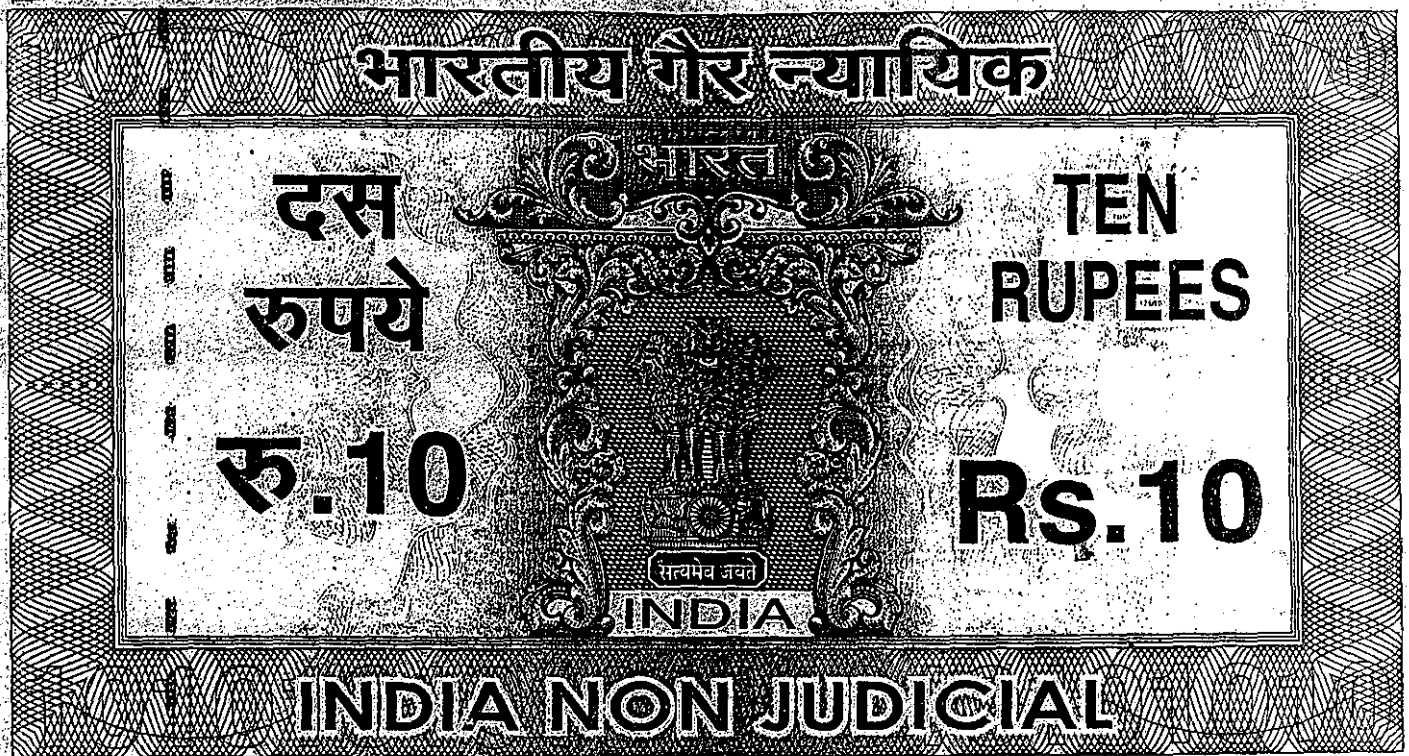 भारतीय गैर न्यायिक
भारत
दस
रुपये
रु.10
TEN
RUPEES
Rs.10
सत्यमेव जयते
INDIA
INDIA NON JUDICIAL